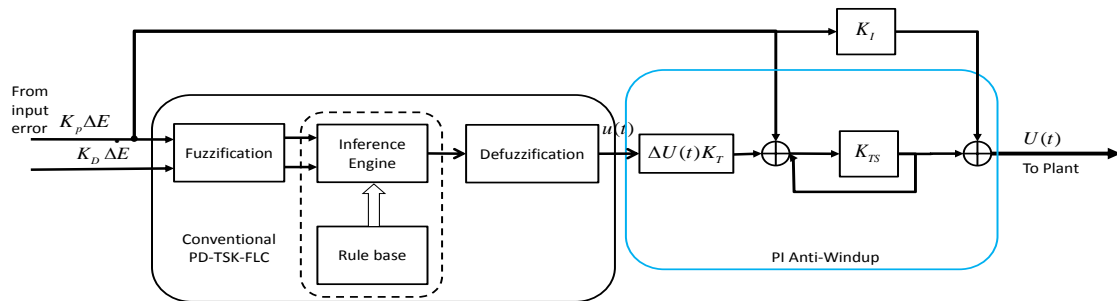 K_I
From
input
error
K_p ΔE
K_D ΔĖ
Fuzzification
Inference
Engine
Defuzzification
u(t)
ΔU(t)K_T
K_TS
U(t)
To Plant
Conventional
PD-TSK-FLC
Rule base
PI Anti-Windup